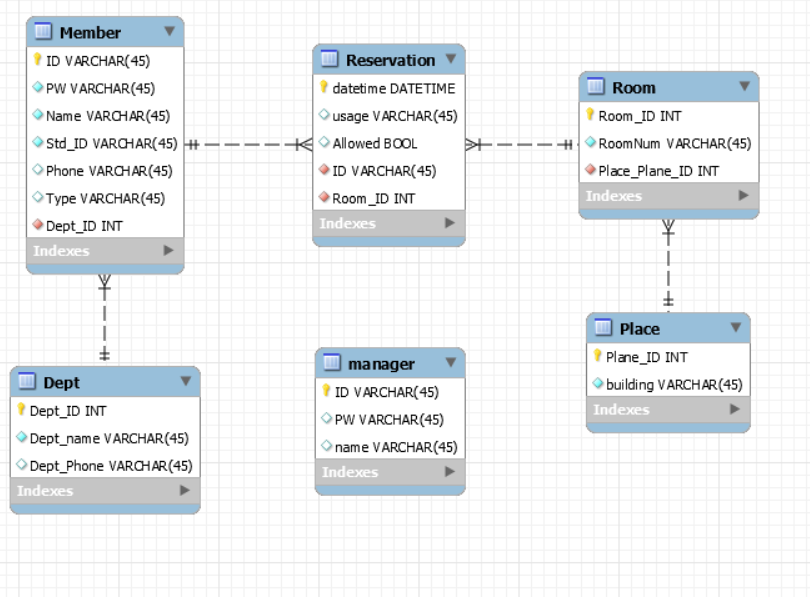 Member
ID VARCHAR(45)
PW VARCHAR(45)
Name VARCHAR(45)
Std_ID VARCHAR(45)
Phone VARCHAR(45)
Type VARCHAR(45)
Dept_ID INT
Indexes
Reservation
datetime DATETIME
usage VARCHAR(45)
Allowed BOOL
ID VARCHAR(45)
Room_ID INT
Indexes
Room
Room_ID INT
RoomNum VARCHAR(45)
Place_Plane_ID INT
Indexes
Dept
Dept_ID INT
Dept_name VARCHAR(45)
Dept_Phone VARCHAR(45)
Indexes
manager
ID VARCHAR(45)
PW VARCHAR(45)
name VARCHAR(45)
Indexes
Place
Plane_ID INT
building VARCHAR(45)
Indexes